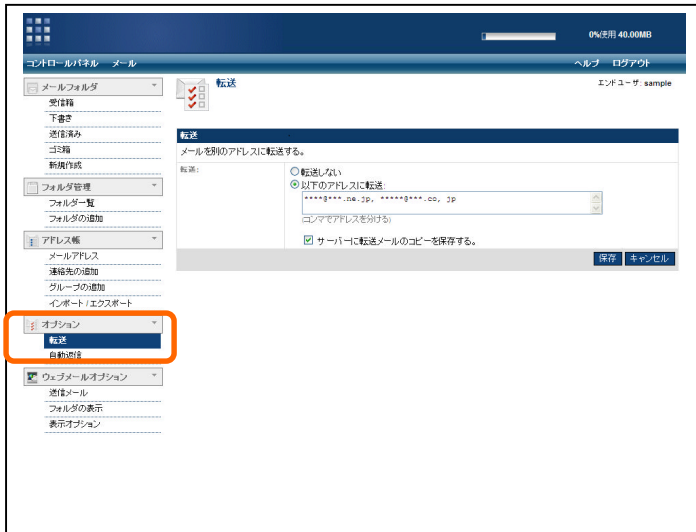 0%使用 40.00MB
コントロールパネル メール
ヘルプ ログアウト
エンドユーザ: sample
メールフォルダ
受信箱
下書き
送信済み
ゴミ箱
新規作成
フォルダ管理
フォルダ一覧
フォルダの追加
アドレス帳
メールアドレス
連絡先の追加
グループの追加
インポート / エクスポート
オプション
転送
自動返信
ウェブメールオプション
送信メール
フォルダの表示
表示オプション
転送
転送
メールを別のアドレスに転送する。
転送:
転送しない
以下のアドレスに転送:
****@***.ne.jp, *****@***.co, jp
(コンマでアドレスを分ける)
サーバーに転送メールのコピーを保存する。
保存 キャンセル